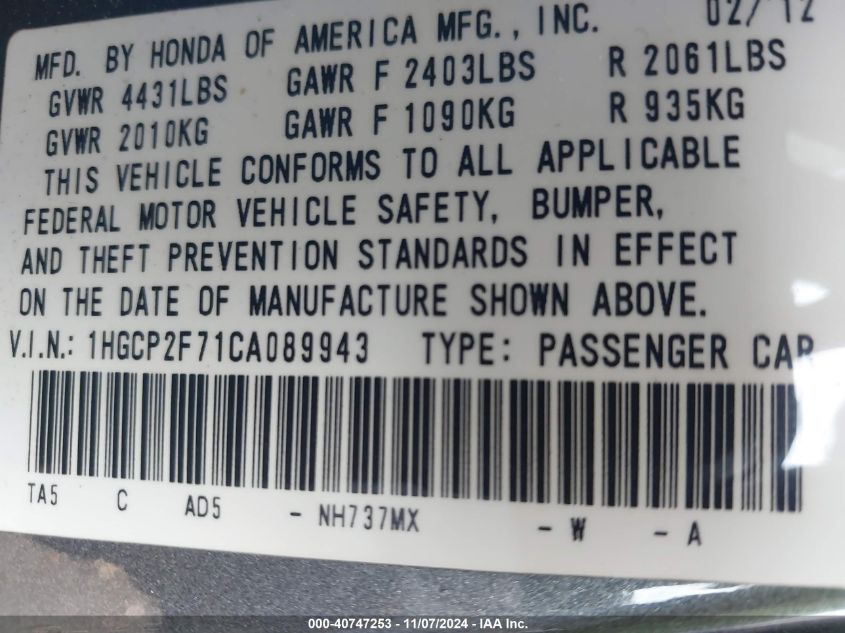 02/12
MFD. BY HONDA OF AMERICA MFG., INC.
GVWR 4431LBS GAWR F 2403LBS R 2061LBS
GVWR 2010KG GAWR F 1090KG R 935KG
THIS VEHICLE CONFORMS TO ALL APPLICABLE
FEDERAL MOTOR VEHICLE SAFETY, BUMPER,
AND THEFT PREVENTION STANDARDS IN EFFECT
ON THE DATE OF MANUFACTURE SHOWN ABOVE.
V.I.N.: 1HGCP2F71CA089943 TYPE: PASSENGER CAR
TA5 C AD5 - NH737MX - W - A
000-40747253 - 11/07/2024 - IAA Inc.